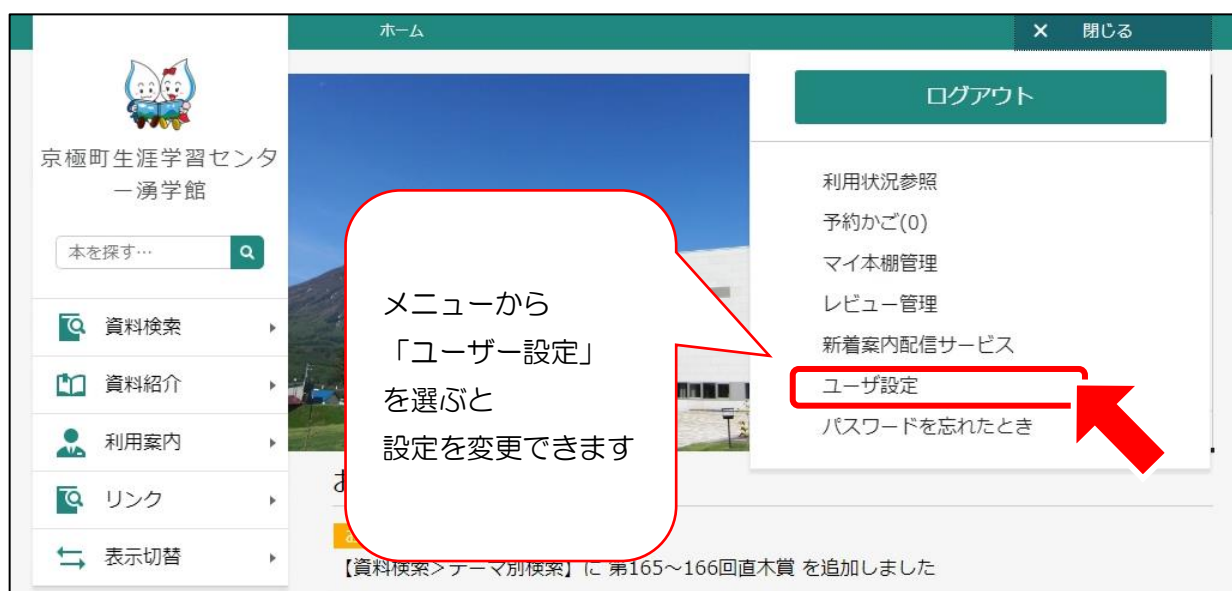 ホーム
× 閉じる
京極町生涯学習センタ
ー湧学館
本を探す…
資料検索
資料紹介
利用案内
リンク
表示切替
ログアウト
利用状況参照
予約かご(0)
マイ本棚管理
レビュー管理
新着案内配信サービス
ユーザ設定
パスワードを忘れたとき
メニューから
「ユーザー設定」
を選ぶと
設定を変更できます
【資料検索>テーマ別検索】に 第165~166回直木賞 を追加しました